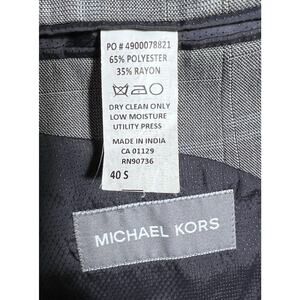 PO # 4900078821
65% POLYESTER
35% RAYON
DRY CLEAN ONLY
LOW MOISTURE
UTILITY PRESS
MADE IN INDIA
CA 01129
RN90736
40 S
MICHAEL KORS